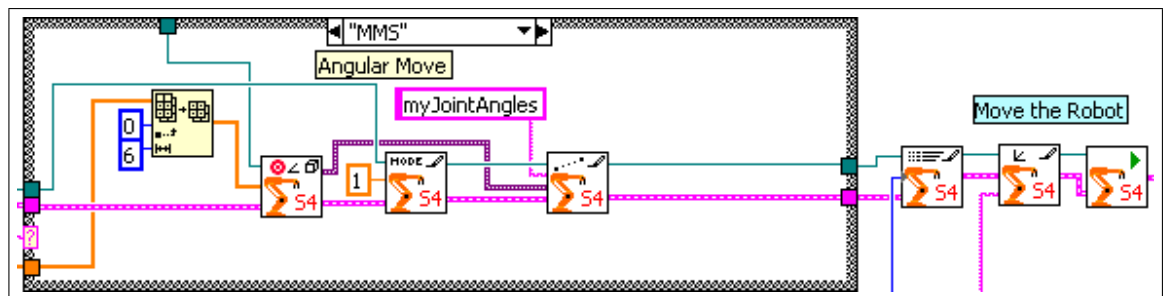 "MMS"
Angular Move
myJointAngles
0
6
Move the Robot
S4
MODE
1
S4
S4
S4
S4
S4
?